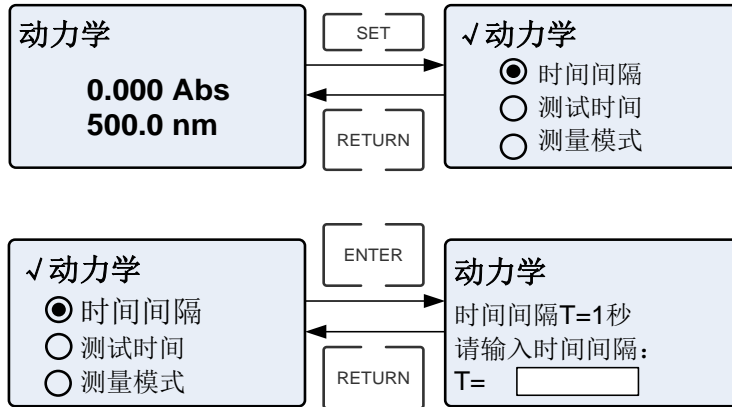 动力学
0.000 Abs
500.0 nm
SET
RETURN
√动力学
时间间隔
测试时间
测量模式
√动力学
时间间隔
测试时间
测量模式
ENTER
RETURN
动力学
时间间隔T=1秒
请输入时间间隔：
T=